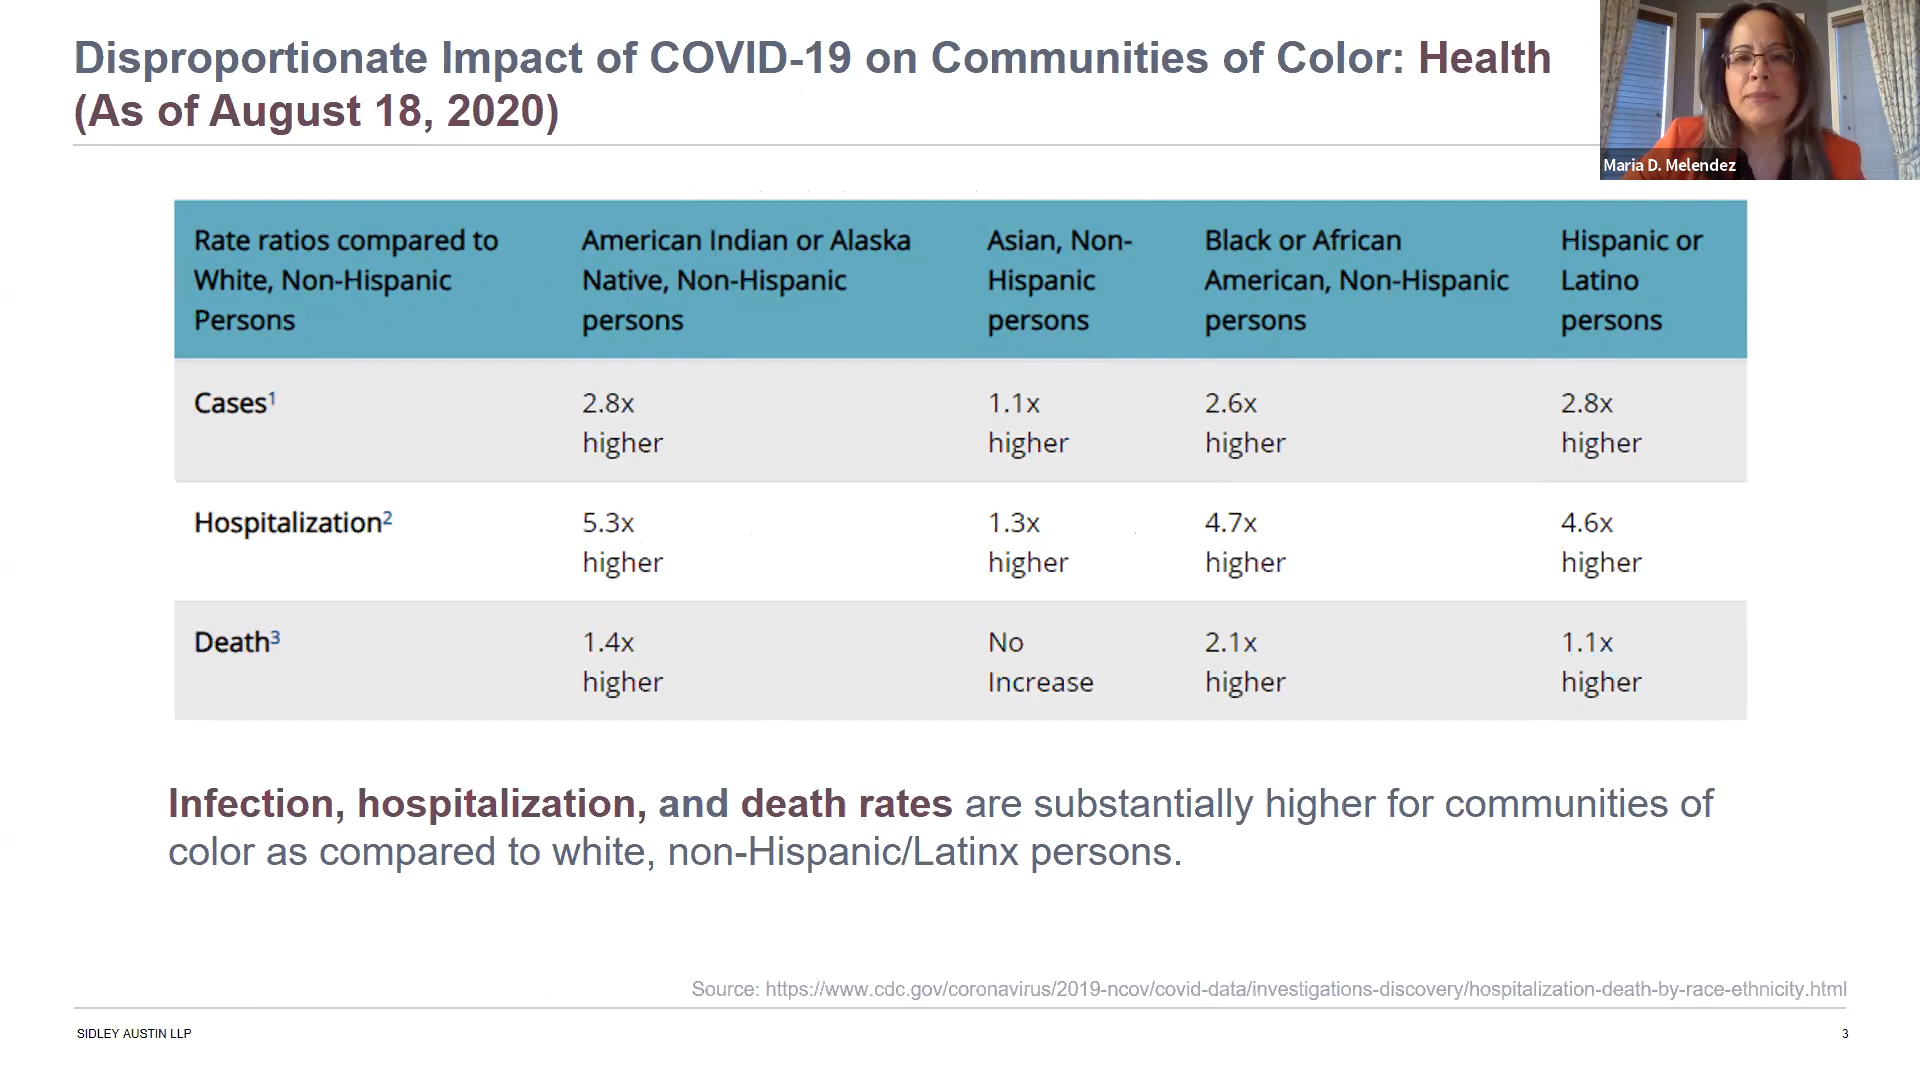 Disproportionate Impact of COVID-19 on Communities of Color: Health
(As of August 18, 2020)
Maria D. Melendez
Rate ratios compared to White, Non-Hispanic Persons
American Indian or Alaska Native, Non-Hispanic persons
Asian, Non-Hispanic persons
Black or African American, Non-Hispanic persons
Hispanic or Latino persons
Cases¹
2.8x higher
1.1x higher
2.6x higher
2.8x higher
Hospitalization²
5.3x higher
1.3x higher
4.7x higher
4.6x higher
Death³
1.4x higher
No Increase
2.1x higher
1.1x higher
Infection, hospitalization, and death rates are substantially higher for communities of
color as compared to white, non-Hispanic/Latinx persons.
Source: https://www.cdc.gov/coronavirus/2019-ncov/covid-data/investigations-discovery/hospitalization-death-by-race-ethnicity.html
SIDLEY AUSTIN LLP
3